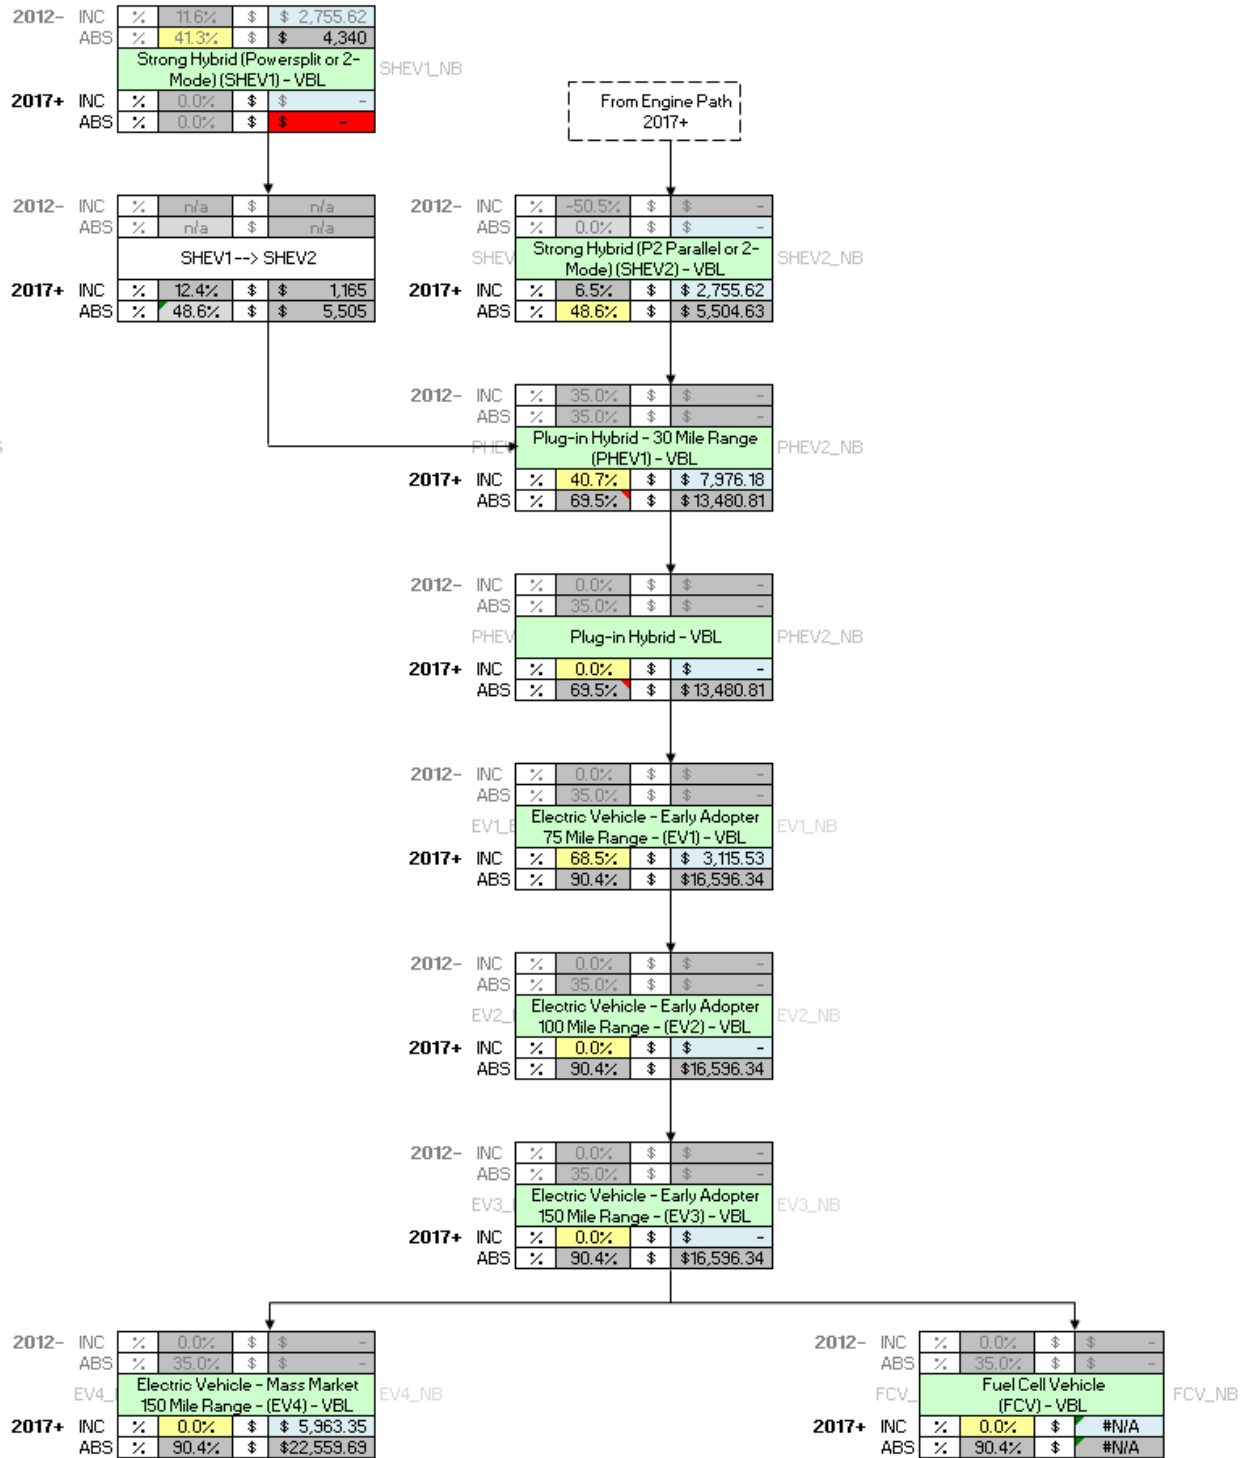 2012- INC % 11.6% $ $ 2,755.62
ABS % 41.3% $ $ 4,340
Strong Hybrid (Powersplit or 2-
Mode) (SHEV1) - VBL
SHEV1_NB
2017+ INC % 0.0% $ $ -
ABS % 0.0% $ $ -
From Engine Path
2017+
2012- INC % n/a $ n/a
ABS % n/a $ n/a
SHEV1--> SHEV2
2017+ INC % 12.4% $ $ 1,165
ABS % 48.6% $ $ 5,505
2012- INC % -50.5% $ $ -
ABS % 0.0% $ $ -
SHEV
Strong Hybrid (P2 Parallel or 2-
Mode) (SHEV2) - VBL
SHEV2_NB
2017+ INC % 6.5% $ $ 2,755.62
ABS % 48.6% $ $ 5,504.63
2012- INC % 35.0% $ $ -
ABS % 35.0% $ $ -
PHEV
Plug-in Hybrid - 30 Mile Range
(PHEV1) - VBL
PHEV2_NB
2017+ INC % 40.7% $ $ 7,976.18
ABS % 69.5% $ $13,480.81
2012- INC % 0.0% $ $ -
ABS % 35.0% $ $ -
PHEV Plug-in Hybrid - VBL PHEV2_NB
2017+ INC % 0.0% $ $ -
ABS % 69.5% $ $13,480.81
2012- INC % 0.0% $ $ -
ABS % 35.0% $ $ -
EV1_E
Electric Vehicle - Early Adopter
75 Mile Range - (EV1) - VBL
EV1_NB
2017+ INC % 68.5% $ $ 3,115.53
ABS % 90.4% $ $16,596.34
2012- INC % 0.0% $ $ -
ABS % 35.0% $ $ -
EV2_
Electric Vehicle - Early Adopter
100 Mile Range - (EV2) - VBL
EV2_NB
2017+ INC % 0.0% $ $ -
ABS % 90.4% $ $16,596.34
2012- INC % 0.0% $ $ -
ABS % 35.0% $ $ -
EV3_
Electric Vehicle - Early Adopter
150 Mile Range - (EV3) - VBL
EV3_NB
2017+ INC % 0.0% $ $ -
ABS % 90.4% $ $16,596.34
2012- INC % 0.0% $ $ -
ABS % 35.0% $ $ -
EV4_
Electric Vehicle - Mass Market
150 Mile Range - (EV4) - VBL
EV4_NB
2017+ INC % 0.0% $ $ 5,963.35
ABS % 90.4% $ $22,559.69
2012- INC % 0.0% $ $ -
ABS % 35.0% $ $ -
FCV_
Fuel Cell Vehicle
(FCV) - VBL
FCV_NB
2017+ INC % 0.0% $ #N/A
ABS % 90.4% $ #N/A